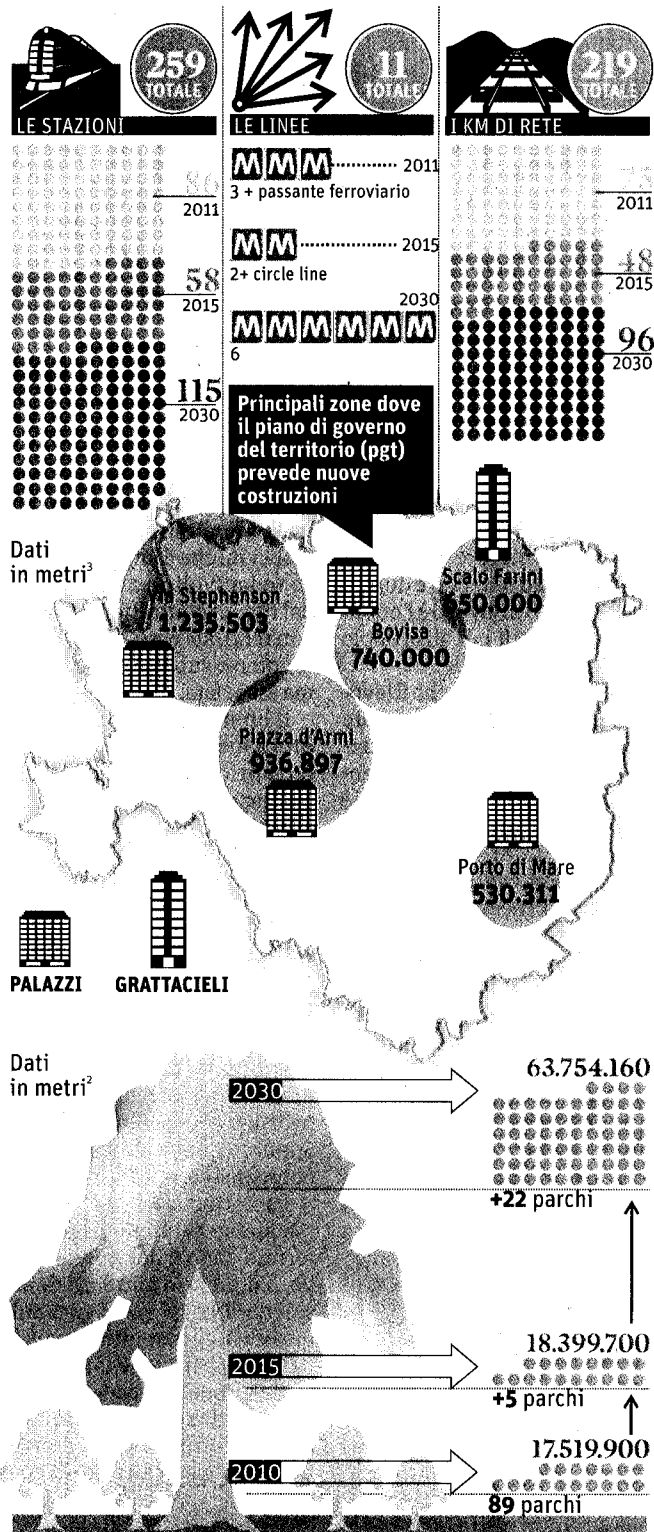 259
TOTALE
LE STAZIONI
86
2011
58
2015
115
2030
11
TOTALE
LE LINEE
M M M 2011
3 + passante ferroviario
M M 2015
2+ circle line
2030
M M M M M M
6
219
TOTALE
I KM DI RETE
2011
48
2015
96
2030
Principali zone dove
il piano di governo
del territorio (pgt)
prevede nuove
costruzioni
Dati
in metri³
Via Stephenson
1.235.503
Bovisa
740.000
Scalo Farini
650.000
Piazza d'Armi
936.897
Porto di Mare
530.311
PALAZZI
GRATTACIELI
Dati
in metri²
2030
63.754.160
+22 parchi
2015
18.399.700
+5 parchi
2010
17.519.900
89 parchi